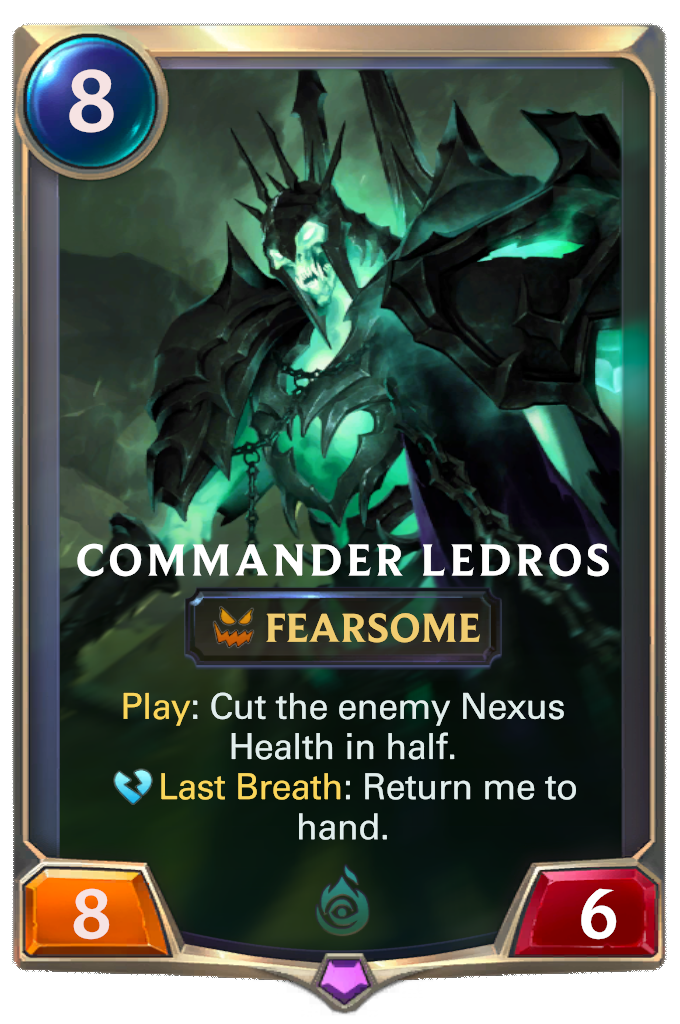 8
COMMANDER LEDROS
FEARSOME
Play: Cut the enemy Nexus
Health in half.
Last Breath: Return me to
hand.
8
6